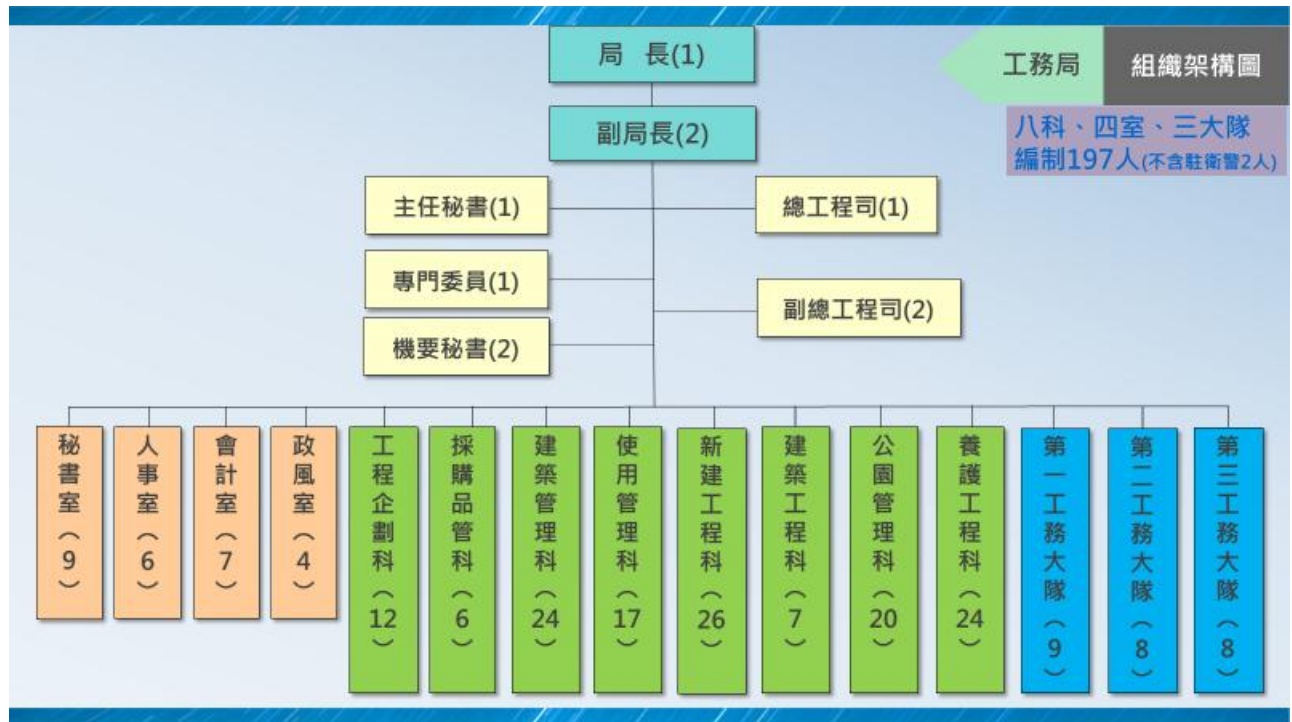 局 長(1)
工務局
組織架構圖
副局長(2)
八科、四室、三大隊
編制197人(不含駐衛警2人)
主任秘書(1)
總工程司(1)
專門委員(1)
副總工程司(2)
機要秘書(2)
秘書室(9)
人事室(6)
會計室(7)
政風室(4)
工程企劃科(12)
採購品管科(6)
建築管理科(24)
使用管理科(17)
新建工程科(26)
建築工程科(7)
公園管理科(20)
養護工程科(24)
第一工務大隊(9)
第二工務大隊(8)
第三工務大隊(8)